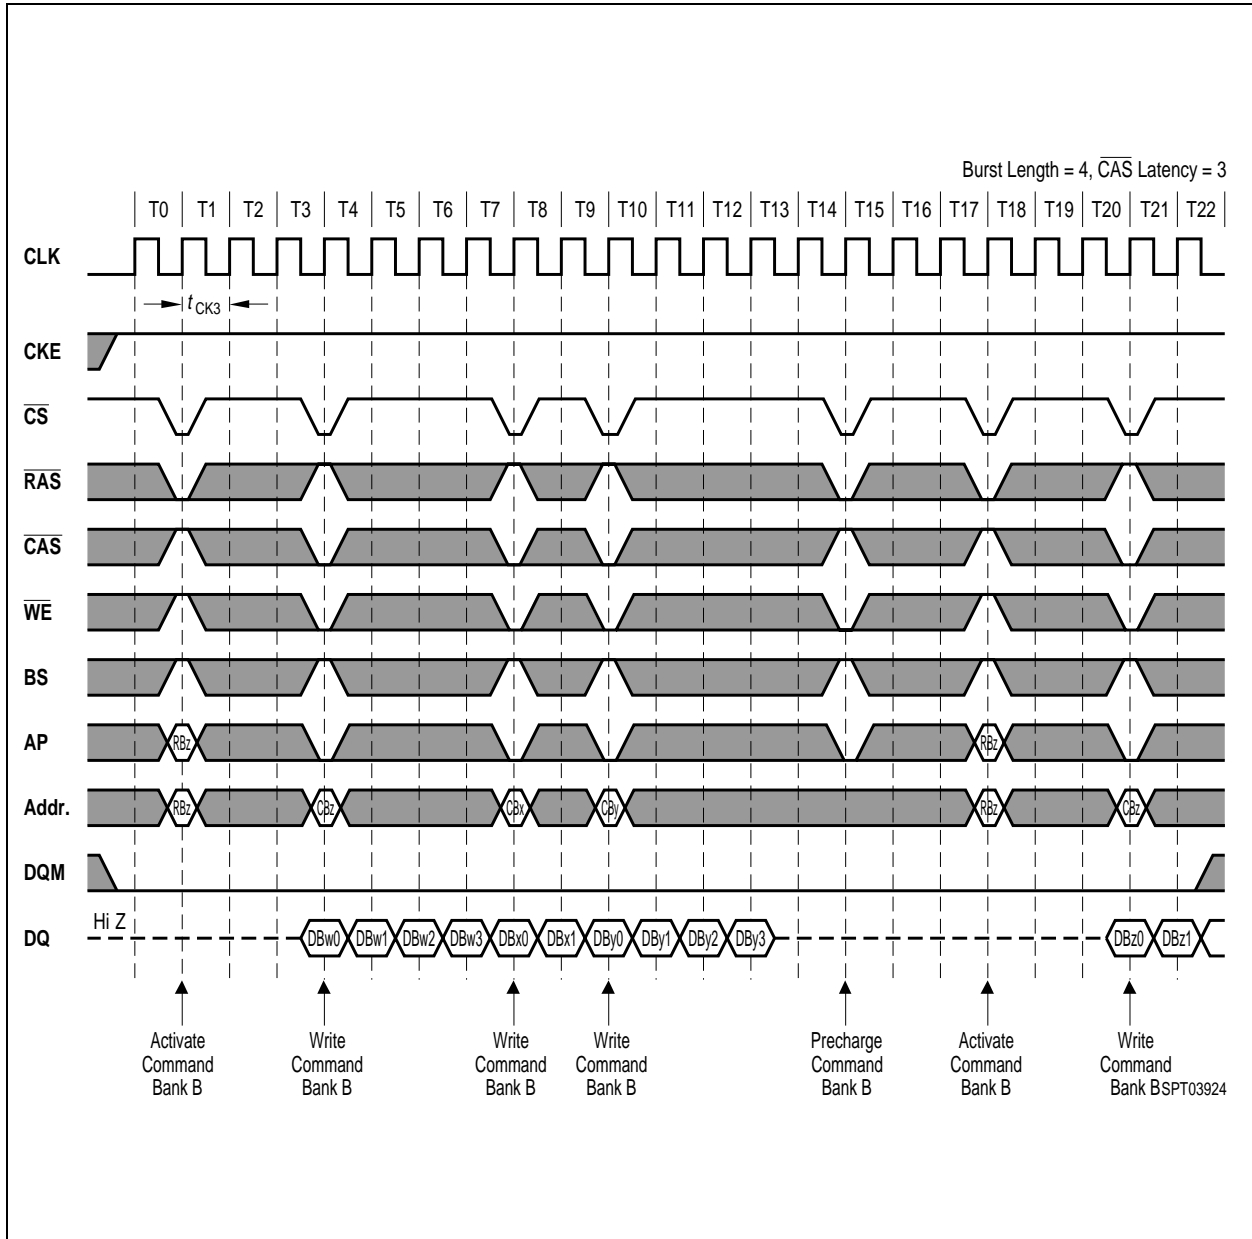 Burst Length = 4, CAS Latency = 3
T0 T1 T2 T3 T4 T5 T6 T7 T8 T9 T10 T11 T12 T13 T14 T15 T16 T17 T18 T19 T20 T21 T22
CLK
t CK3
CKE
CS
RAS
CAS
WE
BS
AP RBz RBz
Addr. RBz CBz CBx CBy RBz CBz
DQM
Hi Z
DQ DBw0 DBw1 DBw2 DBw3 DBx0 DBx1 DBy0 DBy1 DBy2 DBy3 DBz0 DBz1
Activate Write Write Write Precharge Activate Write
Command Command Command Command Command Command Command
Bank B Bank B Bank B Bank B Bank B Bank B Bank B SPT03924